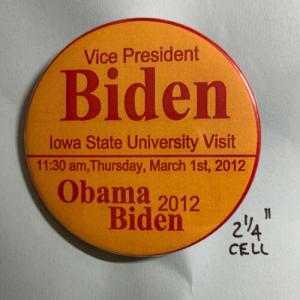 Vice President
Biden
Iowa State University Visit
11:30 am,Thursday, March 1st, 2012
Obama
Biden 2012
2 1/4"
CELL